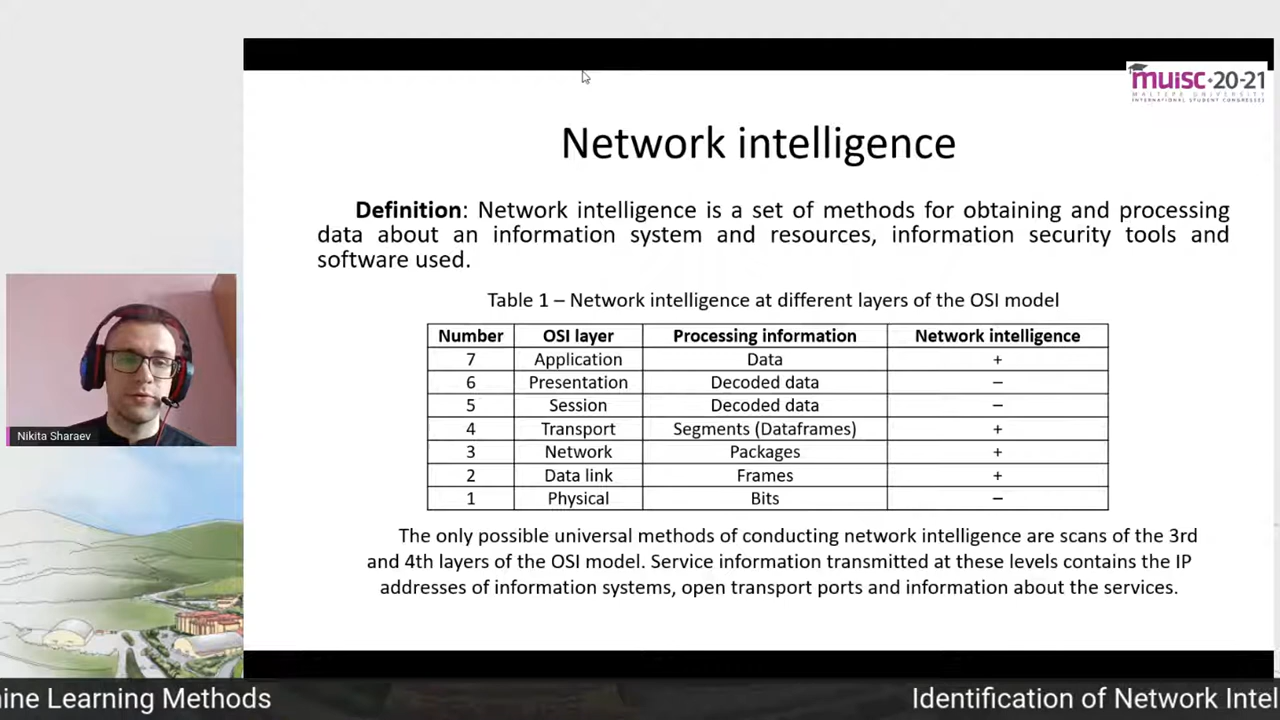 muisc·20-21
MALTEPE UNIVERSITY
INTERNATIONAL STUDENT CONGRESSES
Network intelligence
Definition: Network intelligence is a set of methods for obtaining and processing
data about an information system and resources, information security tools and
software used.
Table 1 – Network intelligence at different layers of the OSI model
Number OSI layer Processing information Network intelligence
7 Application Data +
6 Presentation Decoded data –
5 Session Decoded data –
4 Transport Segments (Dataframes) +
3 Network Packages +
2 Data link Frames +
1 Physical Bits –
The only possible universal methods of conducting network intelligence are scans of the 3rd
and 4th layers of the OSI model. Service information transmitted at these levels contains the IP
addresses of information systems, open transport ports and information about the services.
Nikita Sharaev
ine Learning Methods
Identification of Network Intel